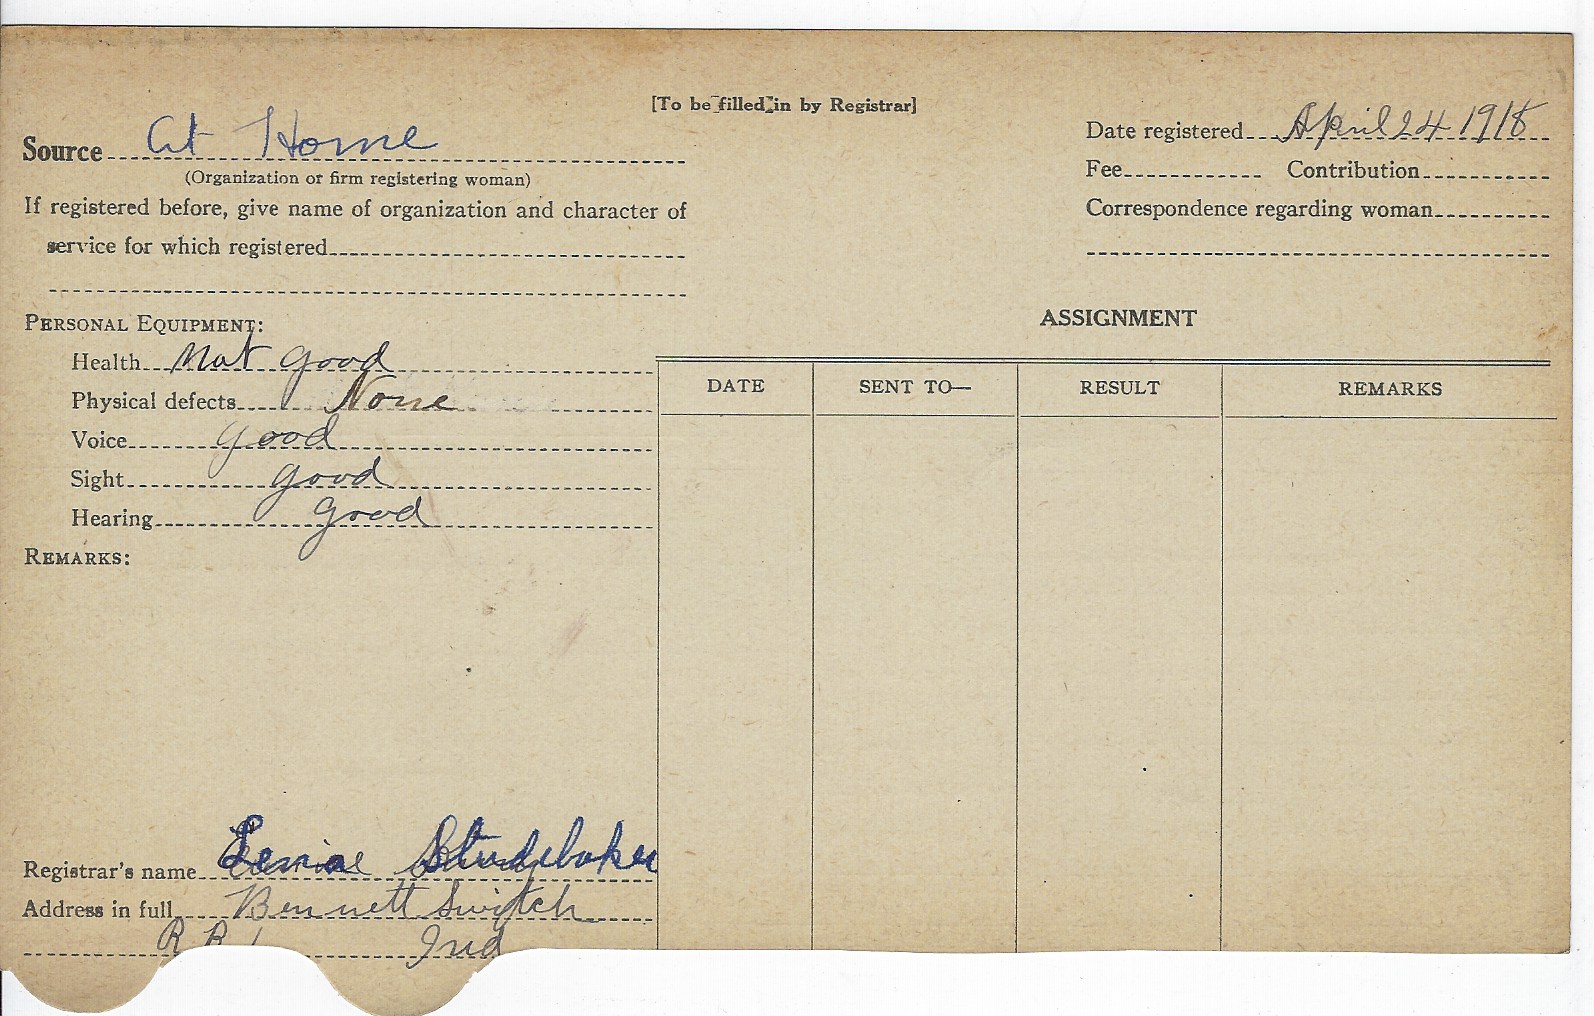 [To be filled in by Registrar]
Source At Home
(Organization or firm registering woman)
If registered before, give name of organization and character of
service for which registered
Date registered April 24 1918
Fee Contribution
Correspondence regarding woman
PERSONAL EQUIPMENT:
Health not good
Physical defects None
Voice good
Sight good
Hearing good
REMARKS:
ASSIGNMENT
DATE SENT TO— RESULT REMARKS
Registrar's name Studebaker
Address in full Bennett Switch
R R 1 Ind